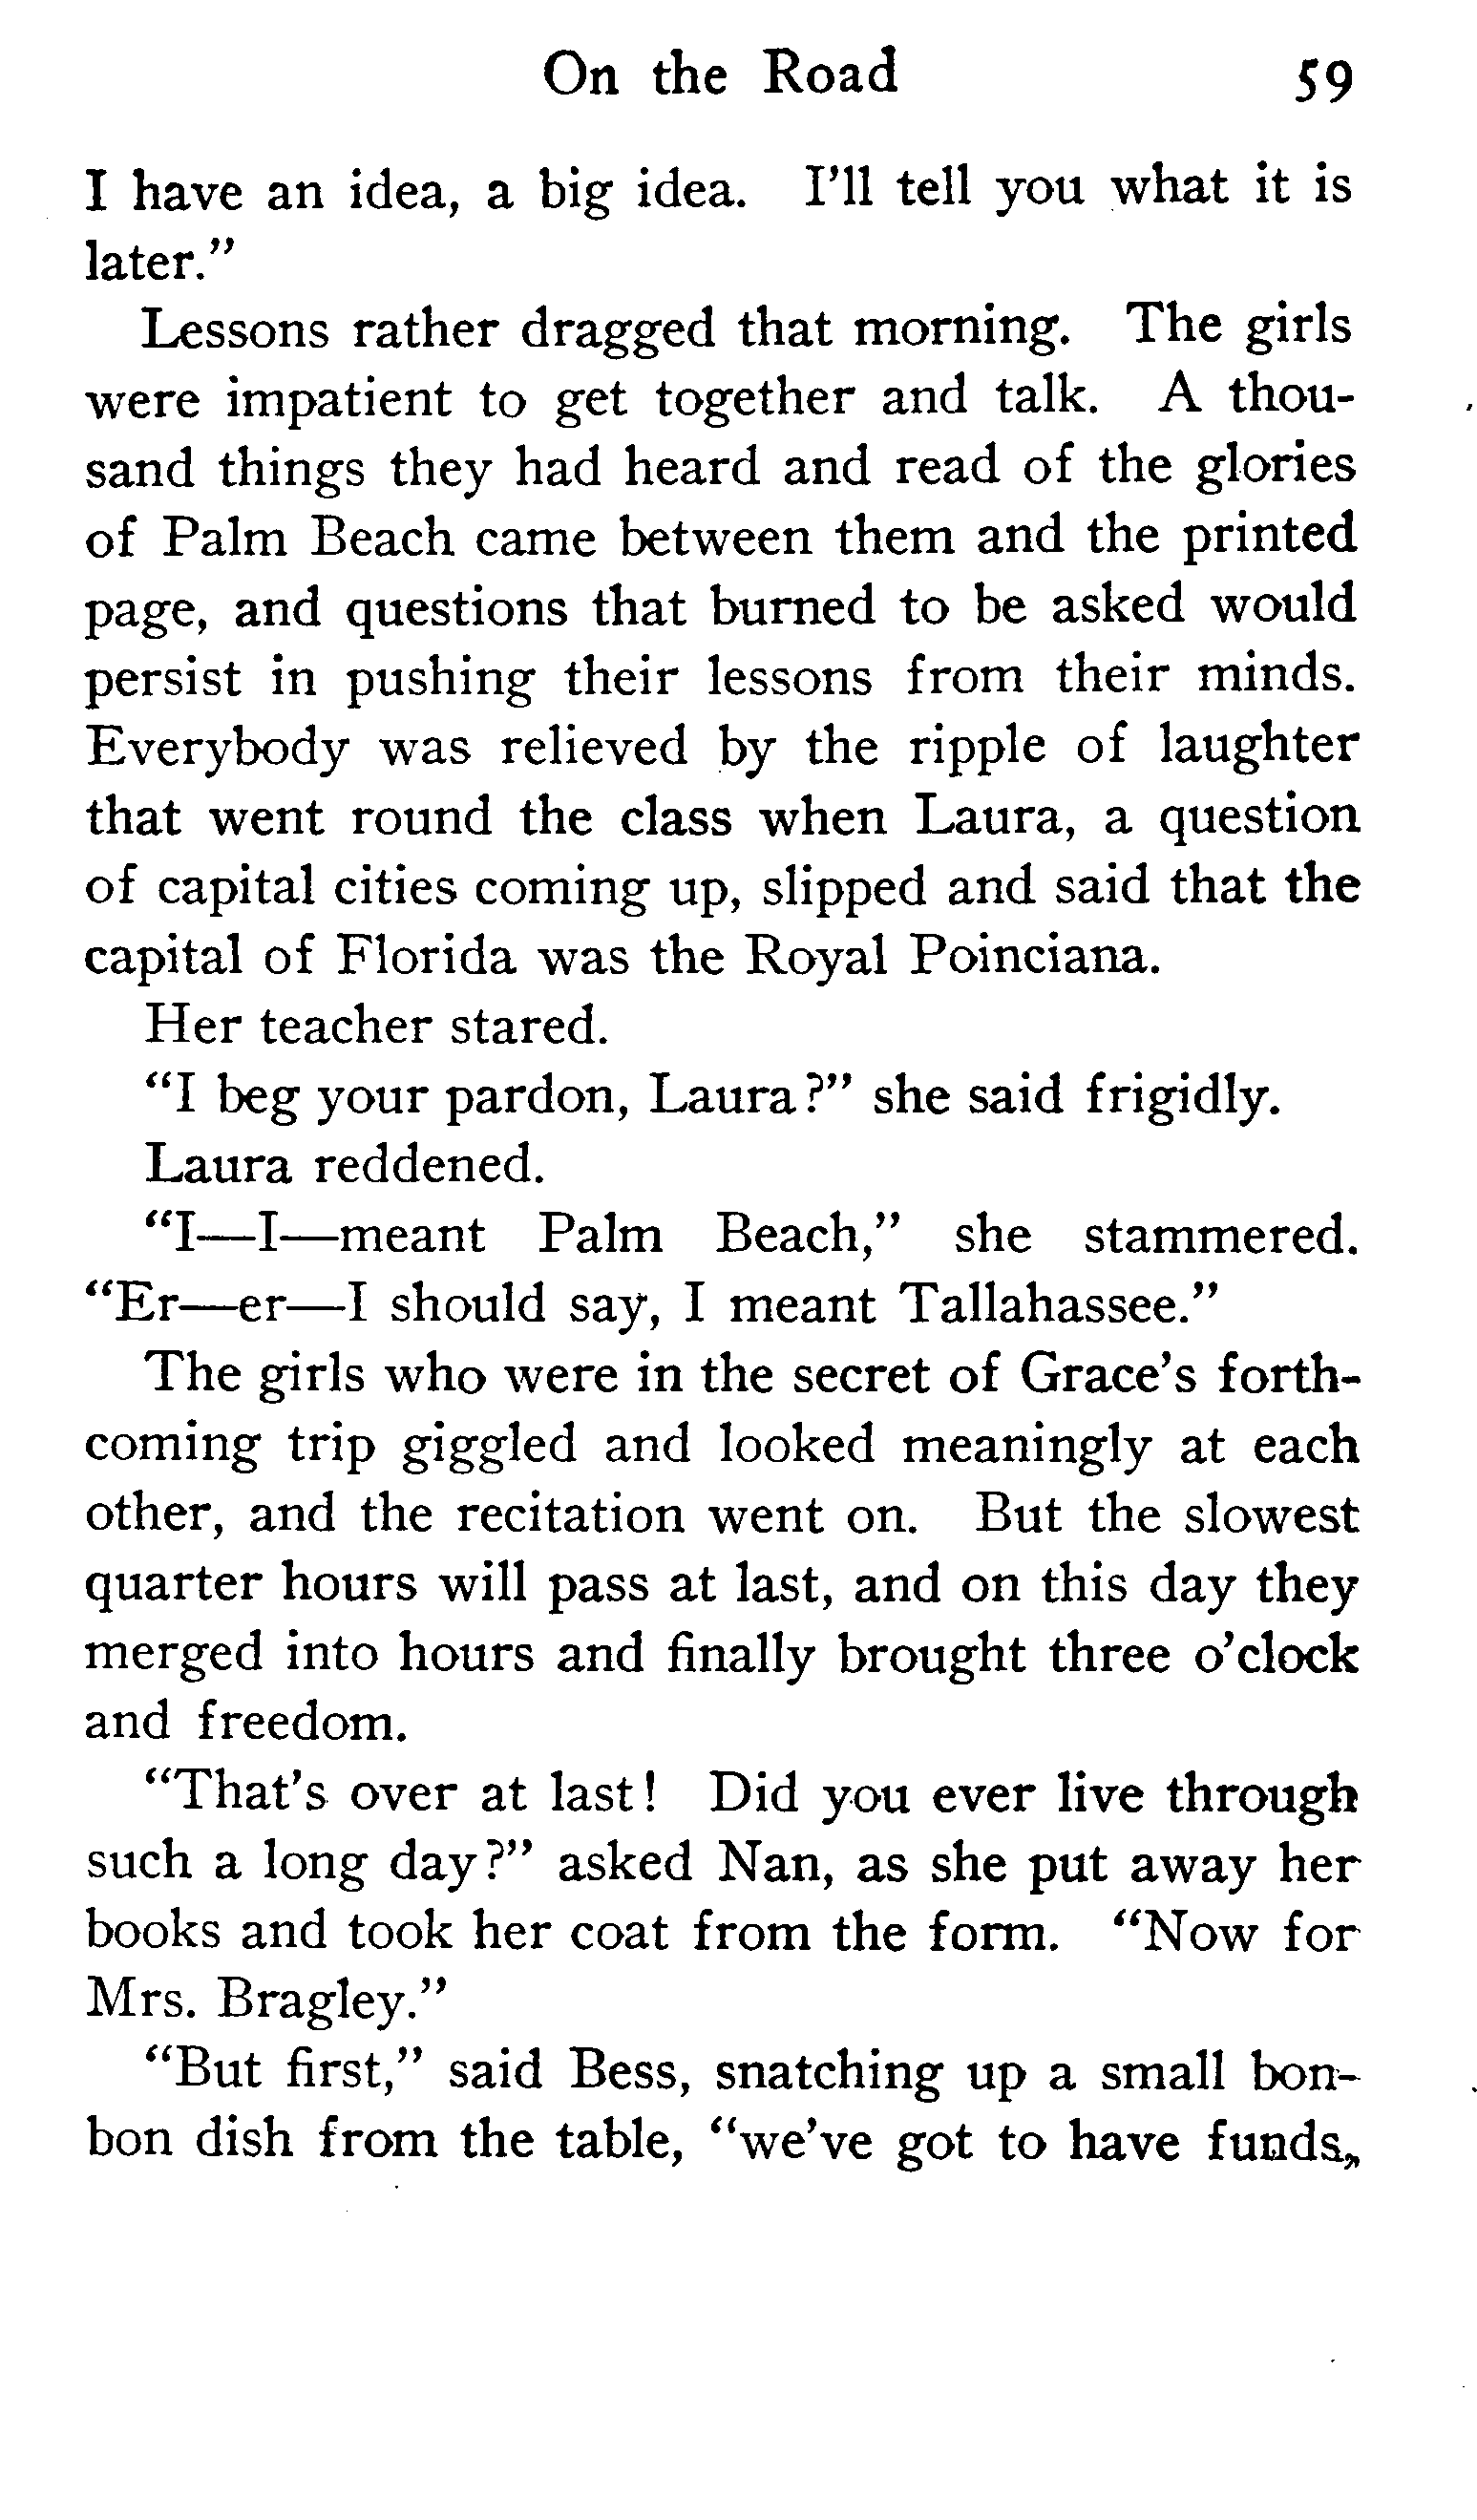 On the Road 59
I have an idea, a big idea. I'll tell you what it is
later."
Lessons rather dragged that morning. The girls
were impatient to get together and talk. A thou-
sand things they had heard and read of the glories
of Palm Beach came between them and the printed
page, and questions that burned to be asked would
persist in pushing their lessons from their minds.
Everybody was relieved by the ripple of laughter
that went round the class when Laura, a question
of capital cities coming up, slipped and said that the
capital of Florida was the Royal Poinciana.
Her teacher stared.
"I beg your pardon, Laura?" she said frigidly.
Laura reddened.
"I—I—meant Palm Beach," she stammered.
"Er—er—I should say, I meant Tallahassee."
The girls who were in the secret of Grace's forth-
coming trip giggled and looked meaningly at each
other, and the recitation went on. But the slowest
quarter hours will pass at last, and on this day they
merged into hours and finally brought three o'clock
and freedom.
"That's over at last! Did you ever live through
such a long day?" asked Nan, as she put away her
books and took her coat from the form. "Now for
Mrs. Bragley."
"But first," said Bess, snatching up a small bon-
bon dish from the table, "we've got to have funds,